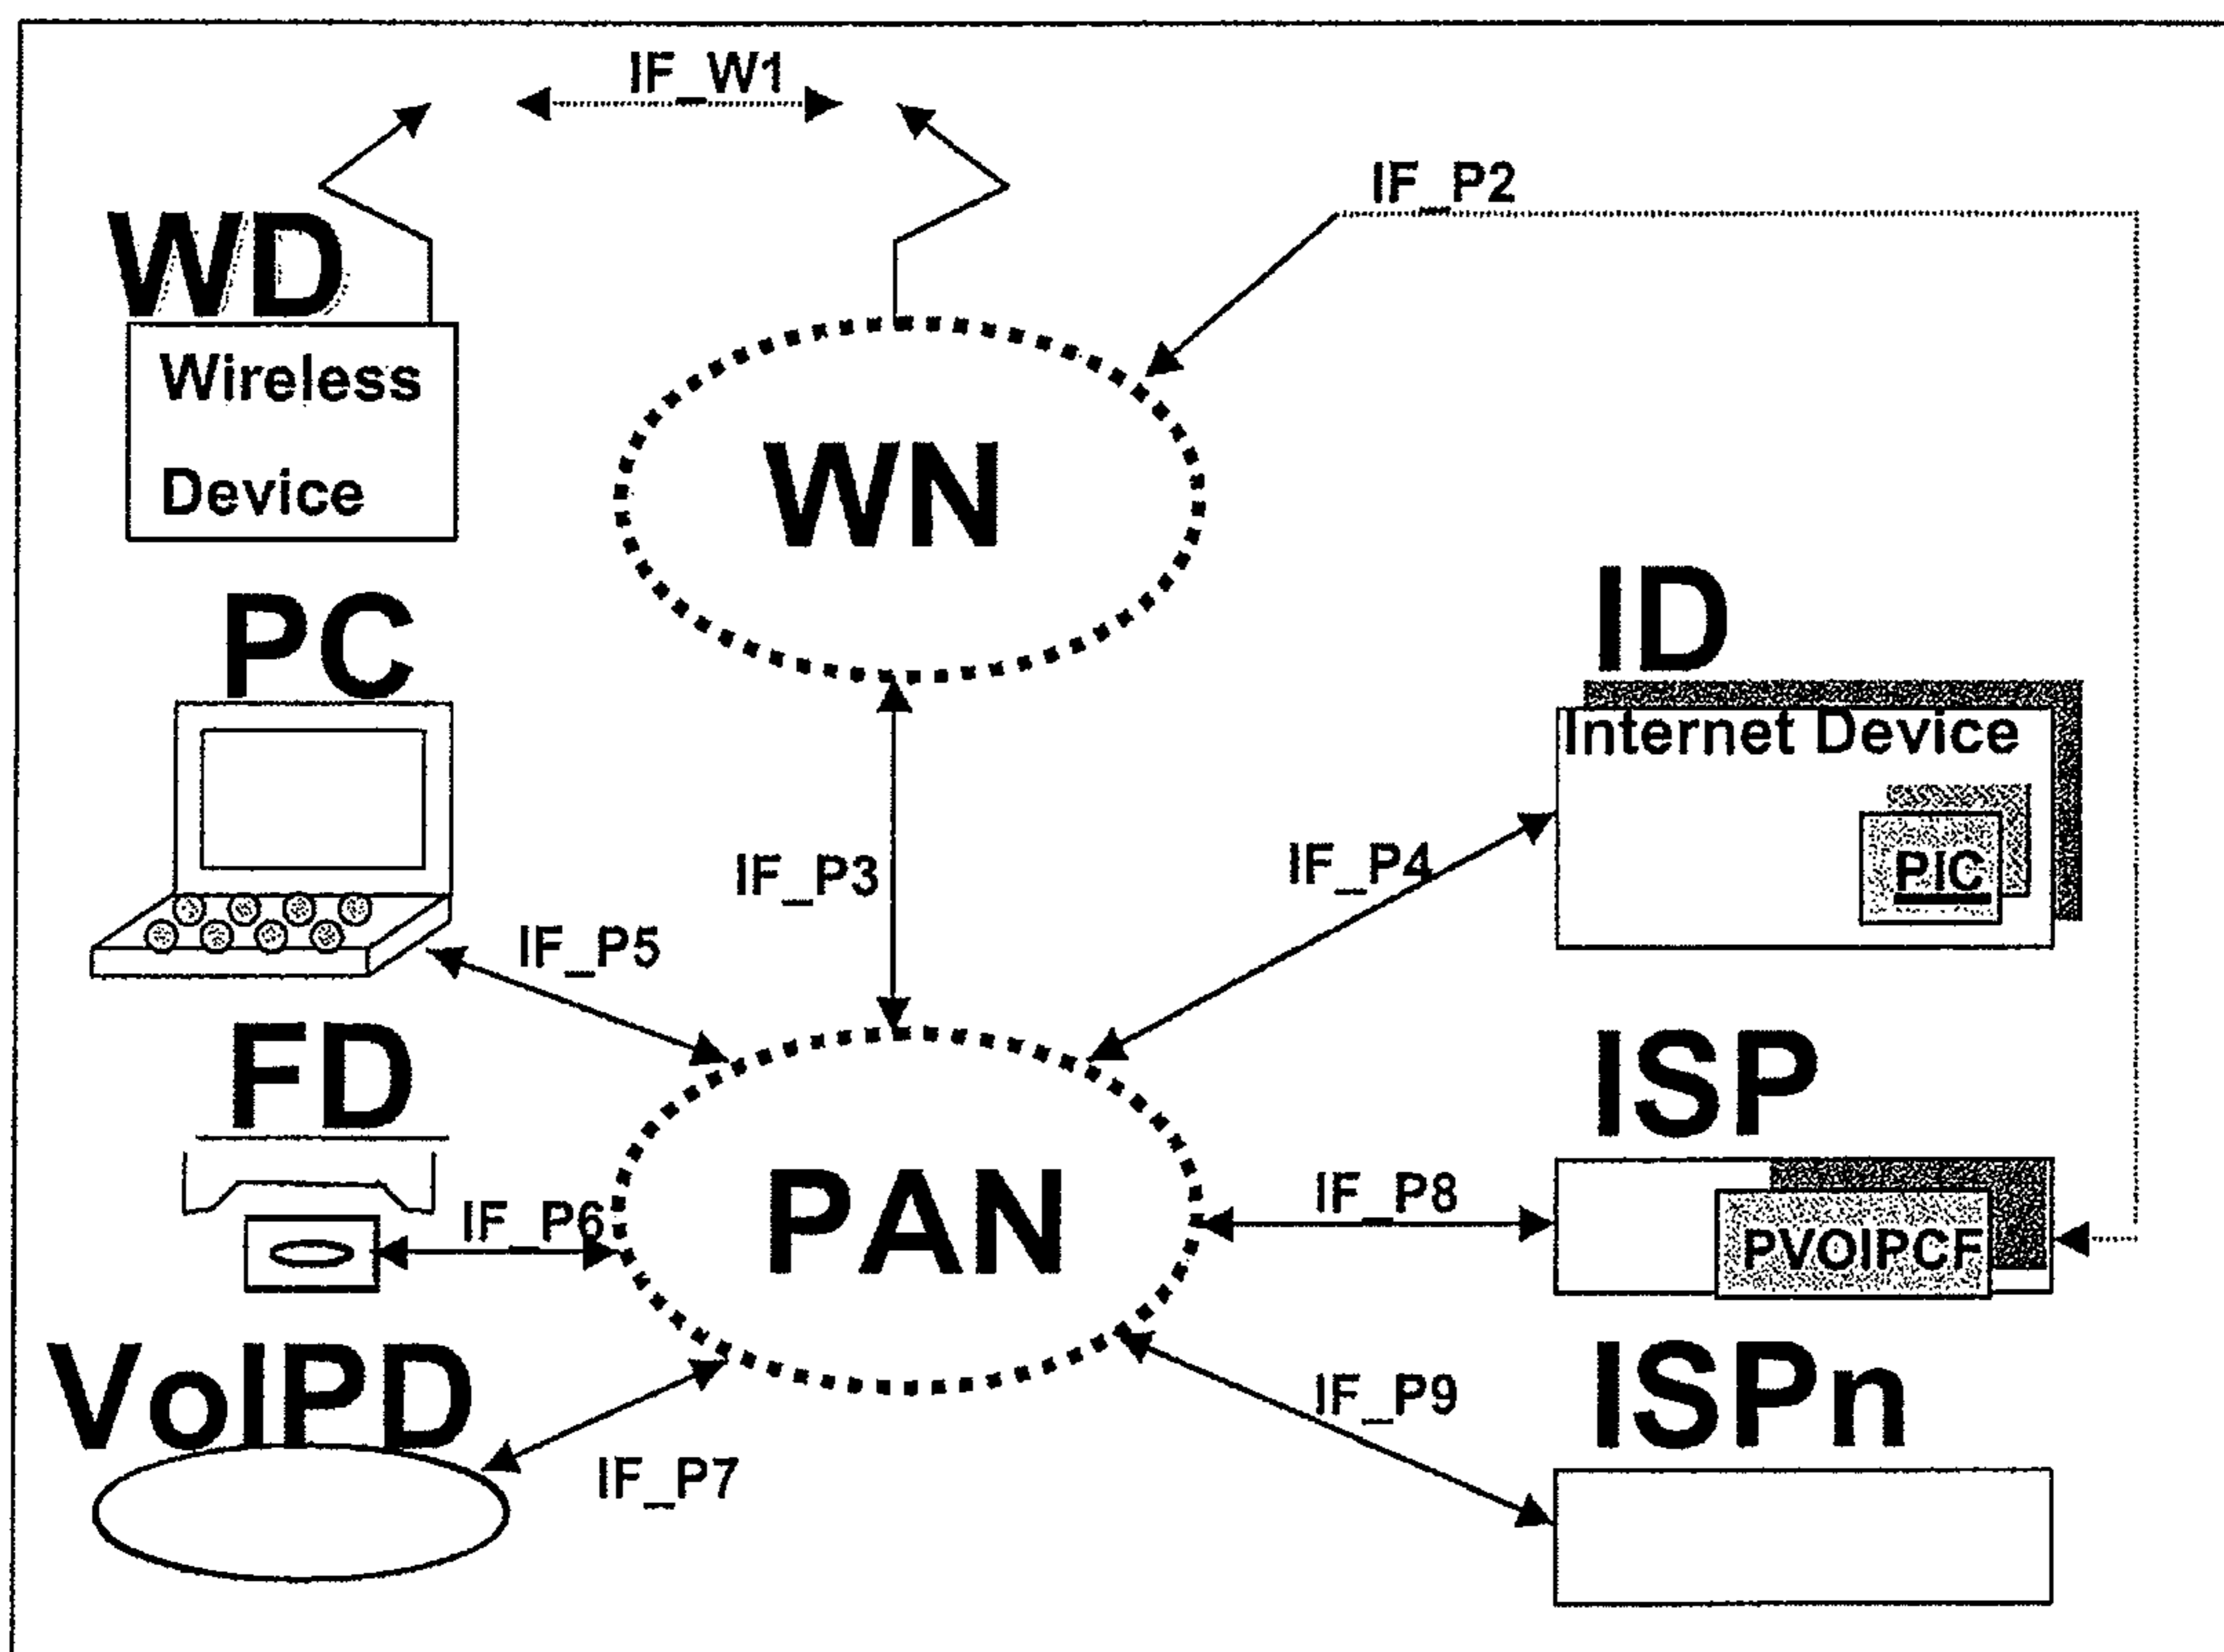 IF_W1
IF_P2
WD
Wireless
Device
WN
PC
ID
Internet Device
PIC
IF_P3
IF_P4
IF_P5
FD
ISP
IF_P6
PAN
IF_P8
PVOIPCF
VoIPD
IF_P9
ISPn
IF_P7